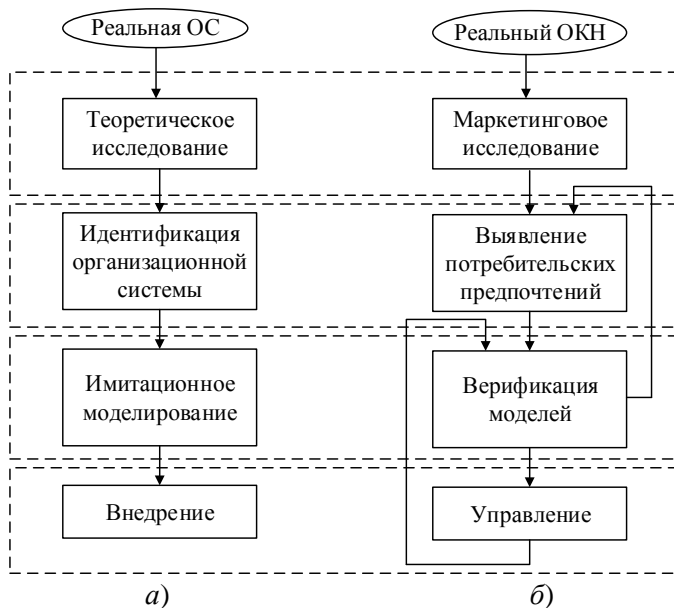 Реальная ОС
Реальный ОКН
Теоретическое
исследование
Маркетинговое
исследование
Идентификация
организационной
системы
Выявление
потребительских
предпочтений
Имитационное
моделирование
Верификация
моделей
Внедрение
Управление
а)
б)